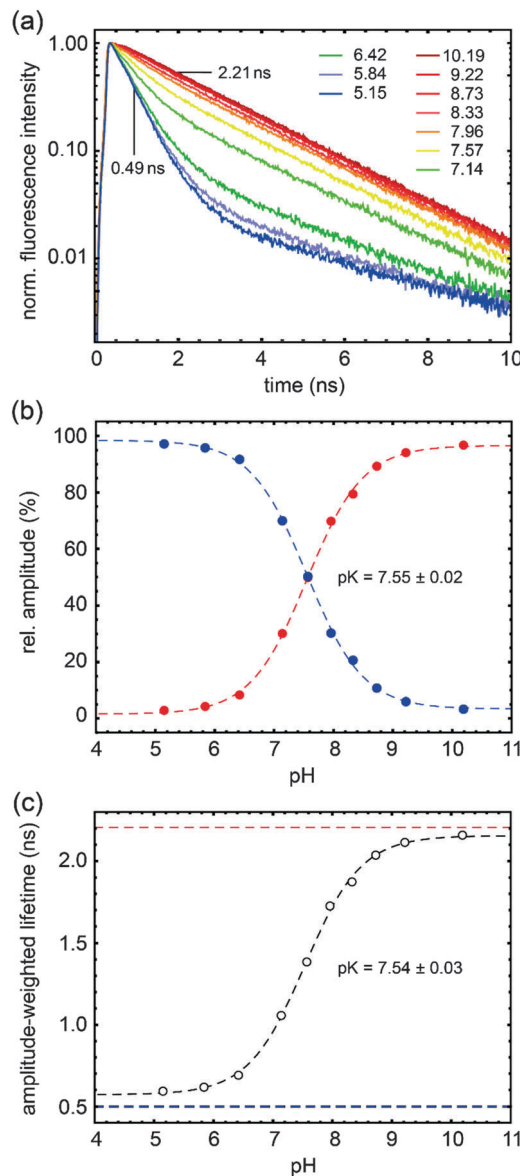 (a)
norm. fluorescence intensity
1.00
0.10
0.01
2.21 ns
0.49 ns
6.42
5.84
5.15
10.19
9.22
8.73
8.33
7.96
7.57
7.14
0 2 4 6 8 10
time (ns)
(b)
rel. amplitude (%)
100
80
60
40
20
0
pK = 7.55 ± 0.02
4 5 6 7 8 9 10 11
pH
(c)
amplitude-weighted lifetime (ns)
2.0
1.5
1.0
0.5
pK = 7.54 ± 0.03
4 5 6 7 8 9 10 11
pH